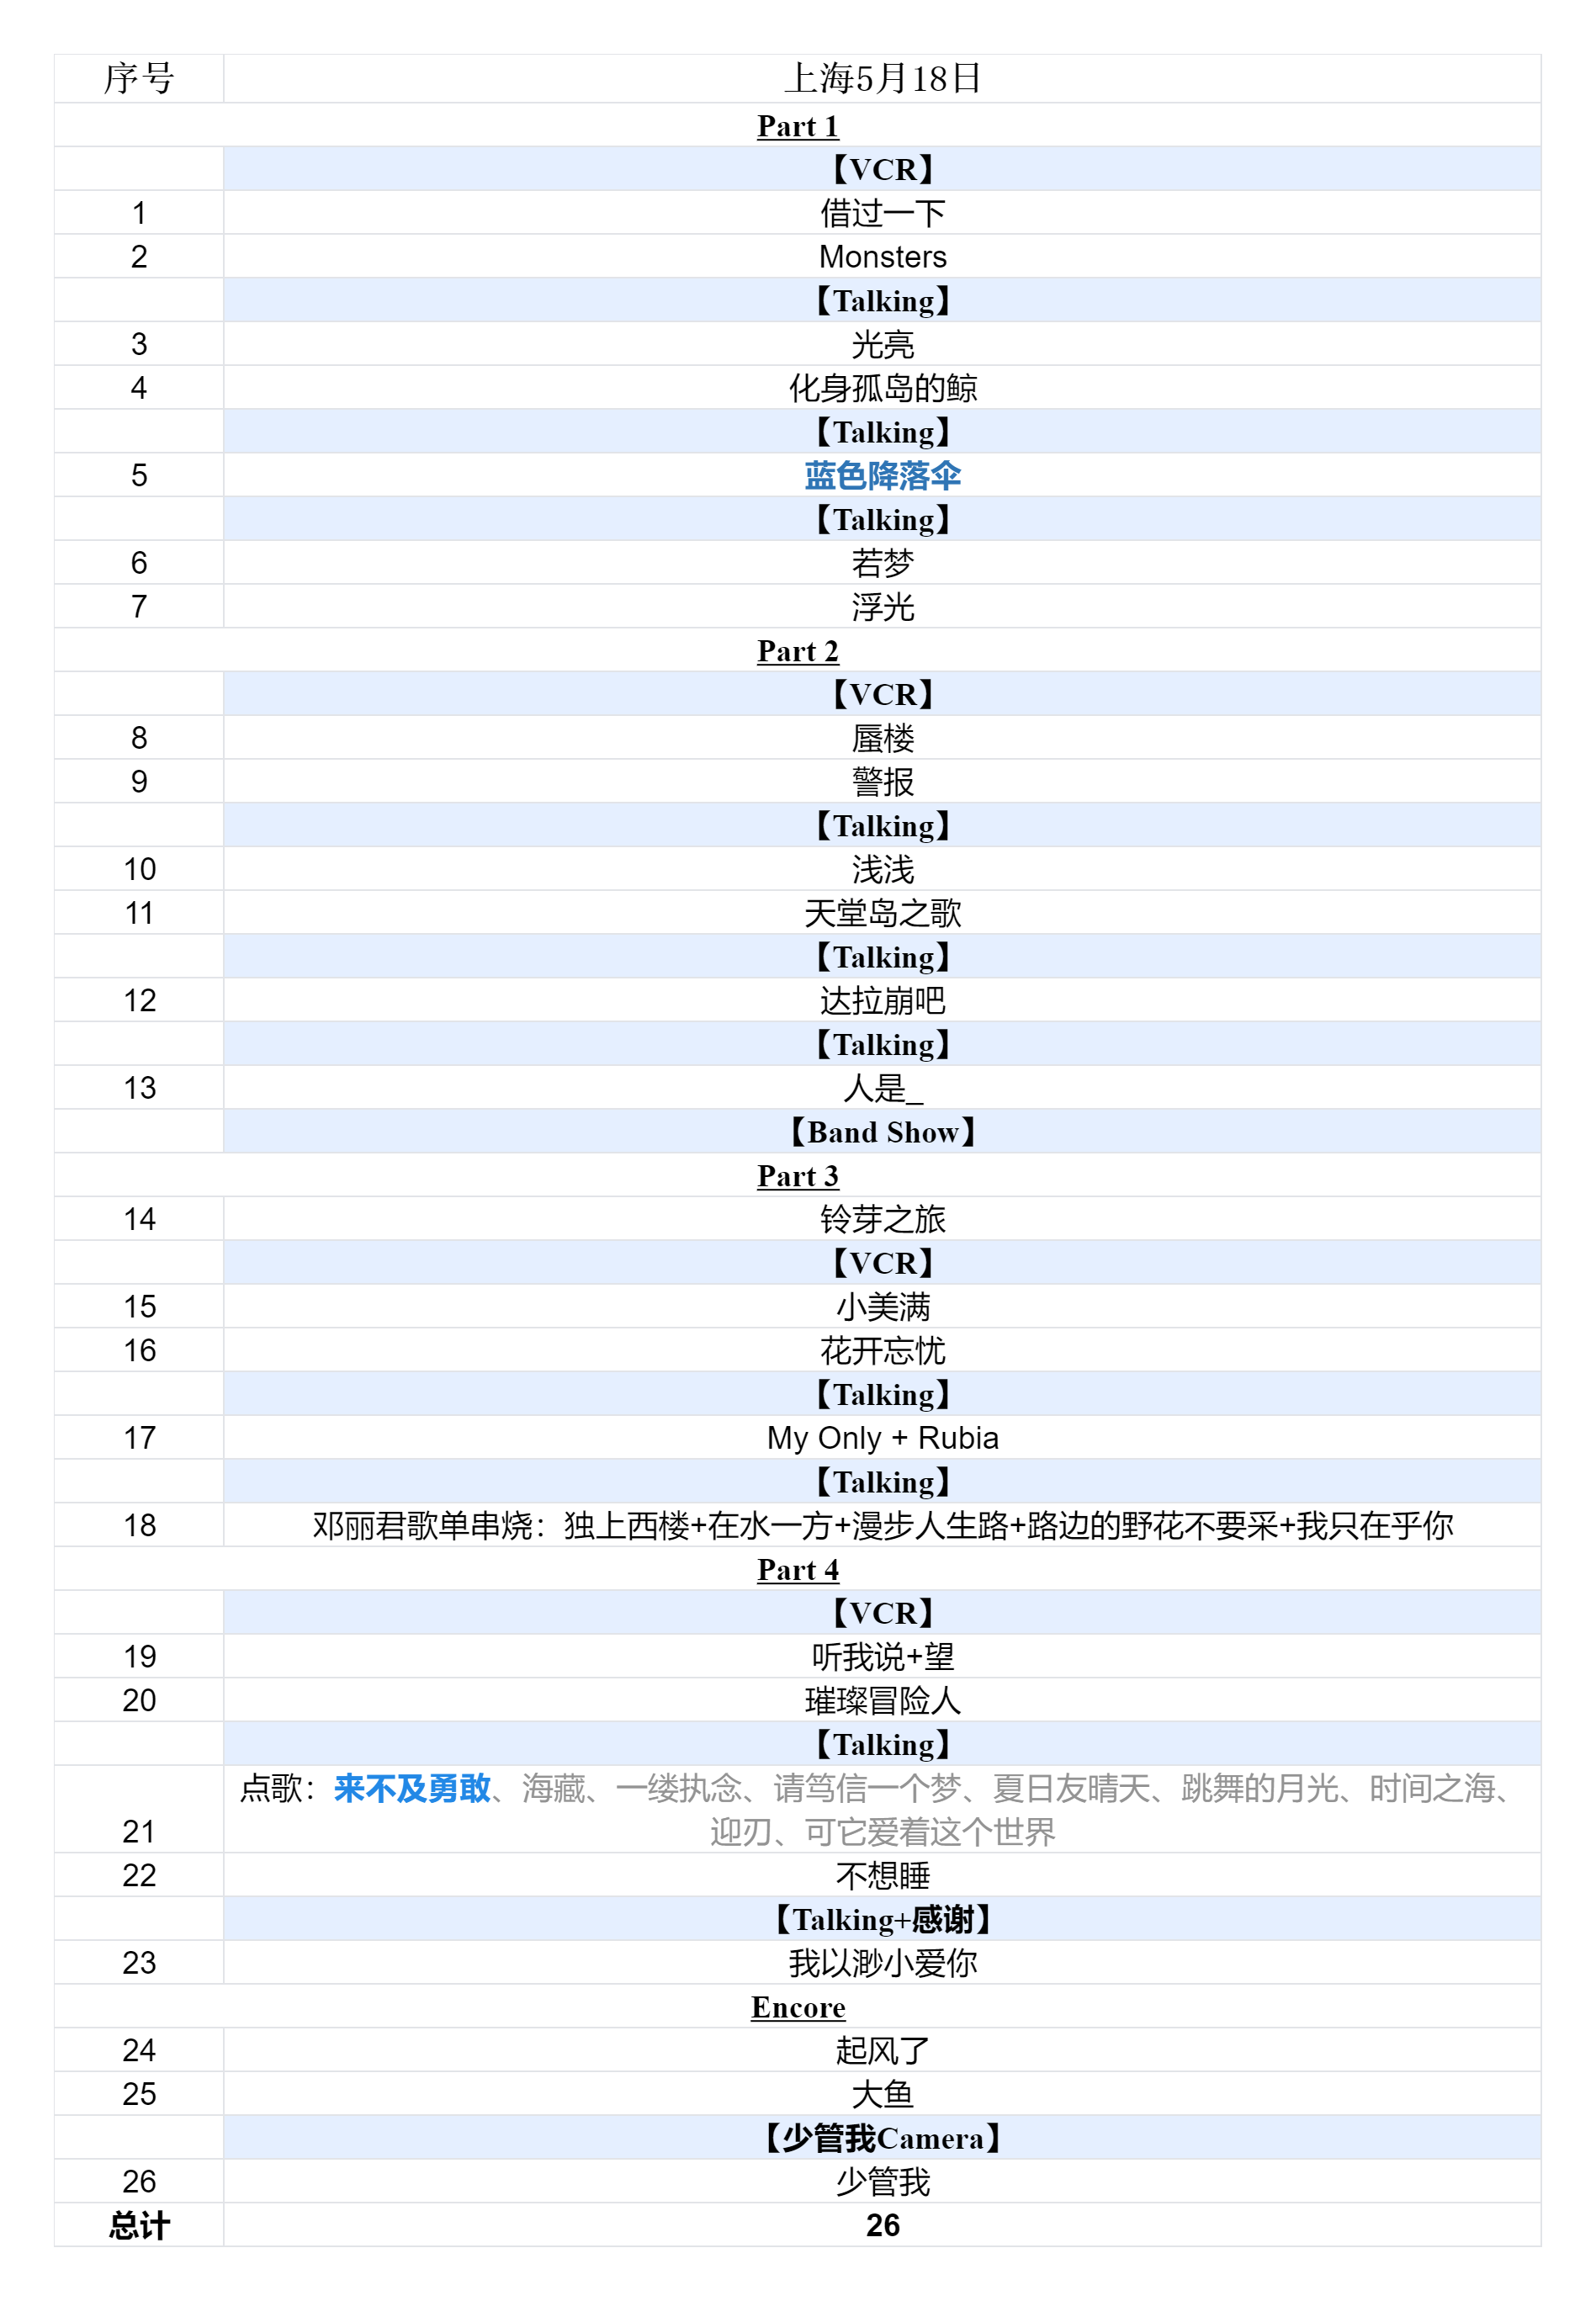 序号 上海5月18日
Part 1
【VCR】
1 借过一下
2 Monsters
【Talking】
3 光亮
4 化身孤岛的鲸
【Talking】
5 蓝色降落伞
【Talking】
6 若梦
7 浮光
Part 2
【VCR】
8 蜃楼
9 警报
【Talking】
10 浅浅
11 天堂岛之歌
【Talking】
12 达拉崩吧
【Talking】
13 人是_
【Band Show】
Part 3
14 铃芽之旅
【VCR】
15 小美满
16 花开忘忧
【Talking】
17 My Only + Rubia
【Talking】
18 邓丽君歌单串烧：独上西楼+在水一方+漫步人生路+路边的野花不要采+我只在乎你
Part 4
【VCR】
19 听我说+望
20 璀璨冒险人
【Talking】
点歌：来不及勇敢、海藏、一缕执念、请笃信一个梦、夏日友晴天、跳舞的月光、时间之海、
21 迎刃、可它爱着这个世界
22 不想睡
【Talking+感谢】
23 我以渺小爱你
Encore
24 起风了
25 大鱼
【少管我Camera】
26 少管我
总计 26